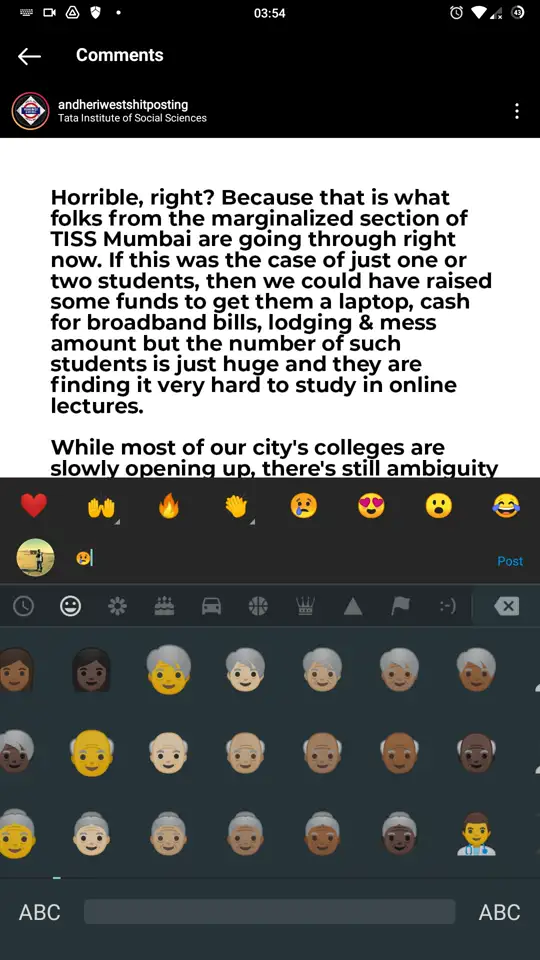 03:54
43
Comments
andheriwestshitposting
Tata Institute of Social Sciences
Horrible, right? Because that is what
folks from the marginalized section of
TISS Mumbai are going through right
now. If this was the case of just one or
two students, then we could have raised
some funds to get them a laptop, cash
for broadband bills, lodging & mess
amount but the number of such
students is just huge and they are
finding it very hard to study in online
lectures.
While most of our city's colleges are
slowly opening up, there's still ambiguity
Post
:-)
ABC
ABC